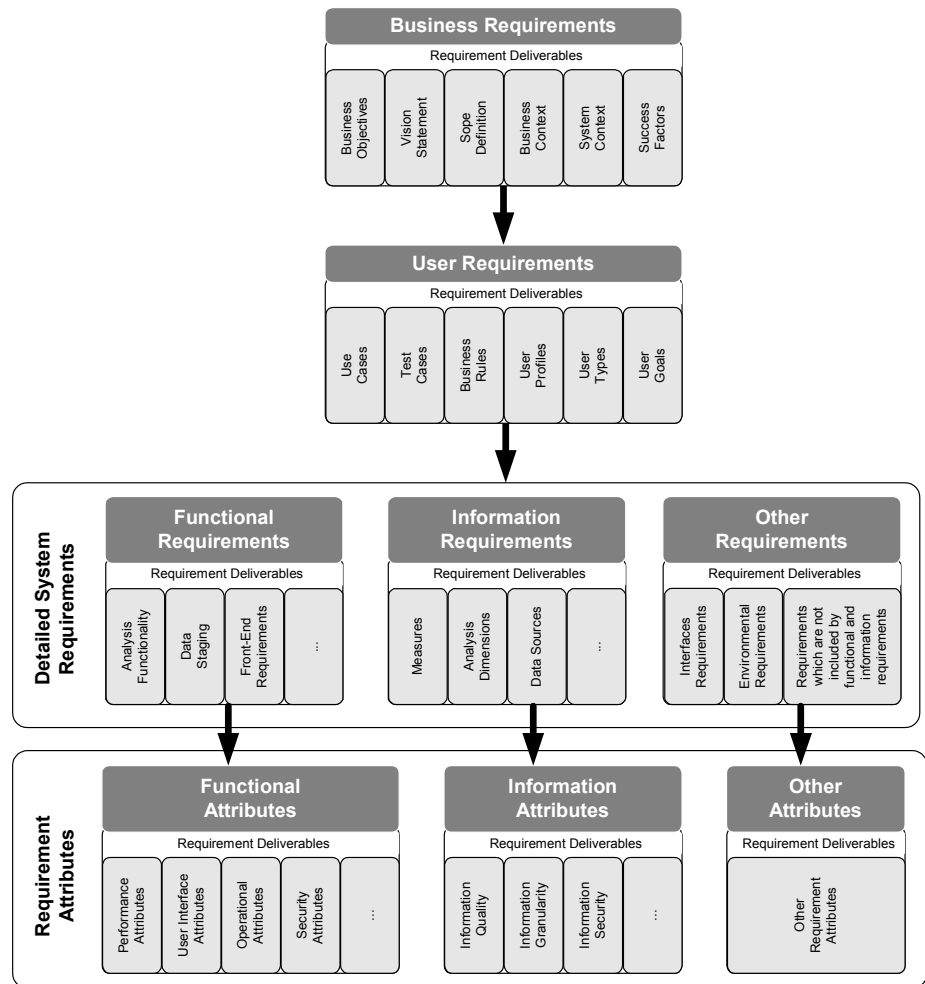 Business Requirements
Requirement Deliverables
Business
Objectives
Vision
Statement
Sope
Definition
Business
Context
System
Context
Success
Factors
User Requirements
Requirement Deliverables
Use
Cases
Test
Cases
Business
Rules
User
Profiles
User
Types
User
Goals
Detailed System
Requirements
Functional
Requirements
Requirement Deliverables
Analysis
Functionality
Data
Staging
Front-End
Requirements
...
Information
Requirements
Requirement Deliverables
Measures
Analysis
Dimensions
Data Sources
...
Other
Requirements
Requirement Deliverables
Interfaces
Requirements
Environmental
Requirements
Requirements
which are not
included by
functional and
information
requirements
Requirement
Attributes
Functional
Attributes
Requirement Deliverables
Performance
Attributes
User Interface
Attributes
Operational
Attributes
Security
Attributes
...
Information
Attributes
Requirement Deliverables
Information
Quality
Information
Granularity
Information
Security
...
Other
Attributes
Requirement Deliverables
Other
Requirement
Attributes